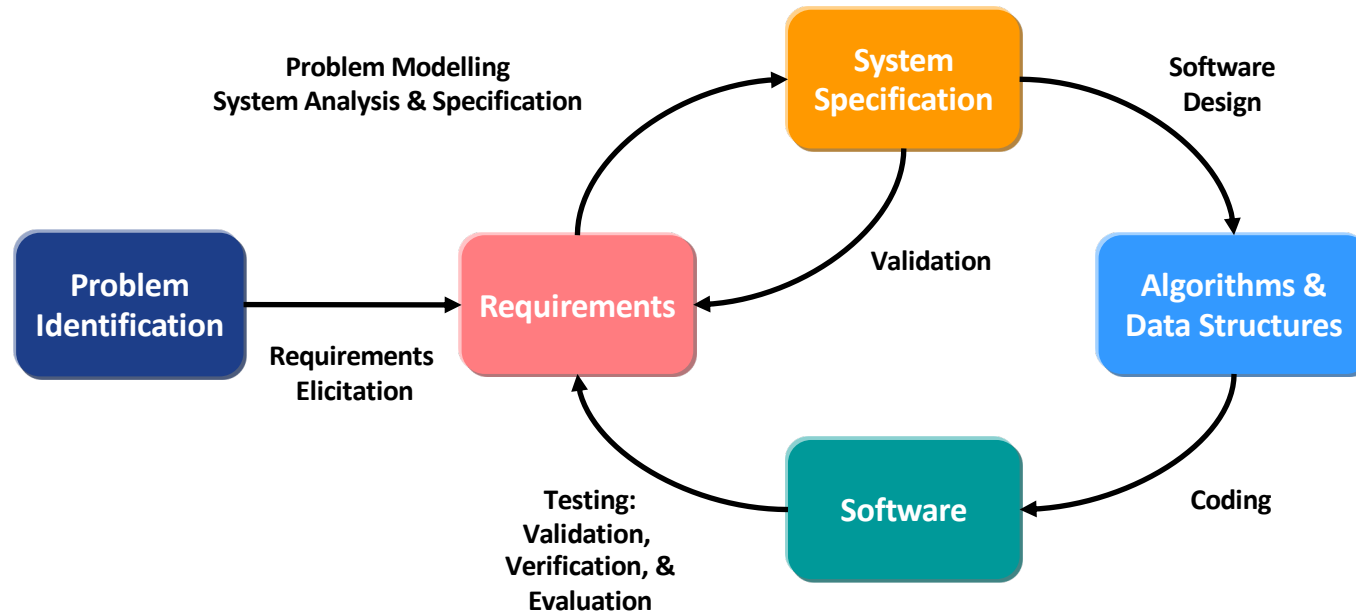 Problem Modelling
System Analysis & Specification
System
Specification
Software
Design
Problem
Identification
Requirements
Elicitation
Requirements
Validation
Algorithms &
Data Structures
Testing:
Validation,
Verification, &
Evaluation
Software
Coding